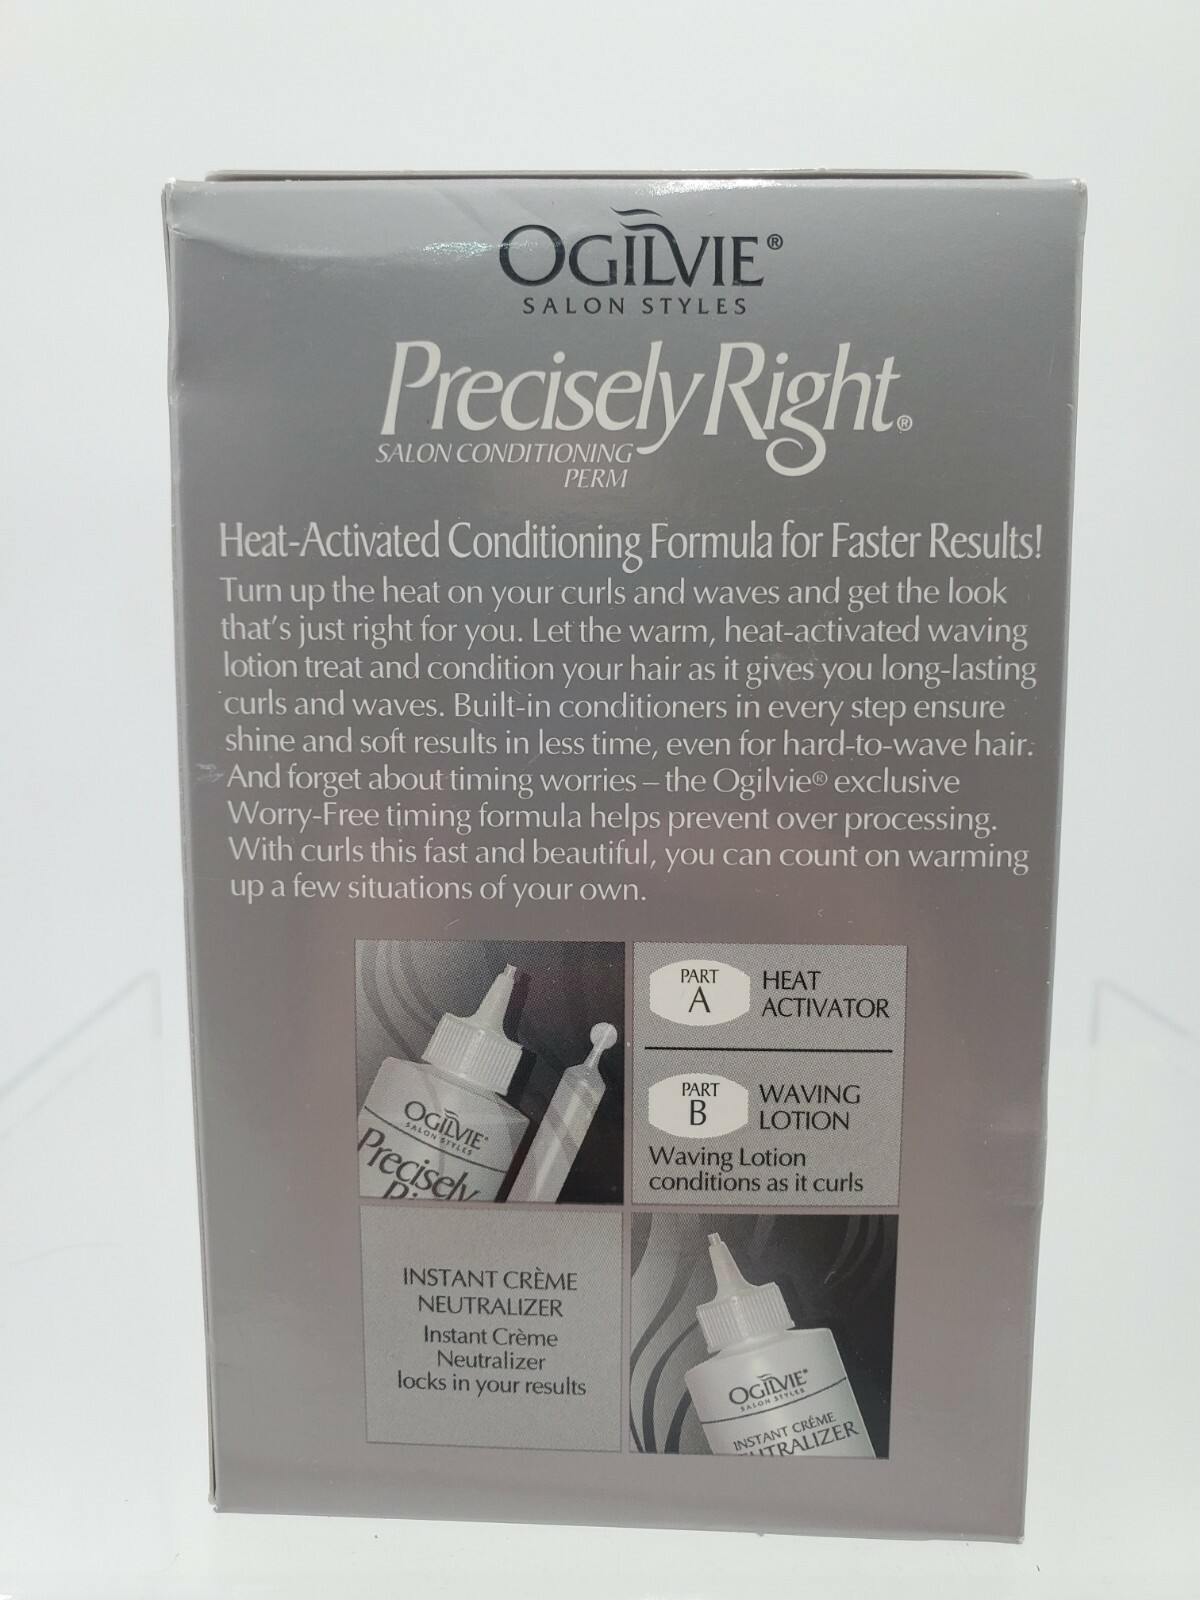 OGILVIE®
SALON STYLES
Precisely Right®
SALON CONDITIONING
PERM
Heat-Activated Conditioning Formula for Faster Results!
Turn up the heat on your curls and waves and get the look
that's just right for you. Let the warm, heat-activated waving
lotion treat and condition your hair as it gives you long-lasting
curls and waves. Built-in conditioners in every step ensure
shine and soft results in less time, even for hard-to-wave hair.
And forget about timing worries – the Ogilvie® exclusive
Worry-Free timing formula helps prevent over processing.
With curls this fast and beautiful, you can count on warming
up a few situations of your own.
OGILVIE®
SALON STYLES
Precisely
PART
A
HEAT
ACTIVATOR
PART
B
WAVING
LOTION
Waving Lotion
conditions as it curls
INSTANT CRÈME
NEUTRALIZER
Instant Crème
Neutralizer
locks in your results
OGILVIE®
SALON STYLES
INSTANT CRÈME
EUTRALIZER